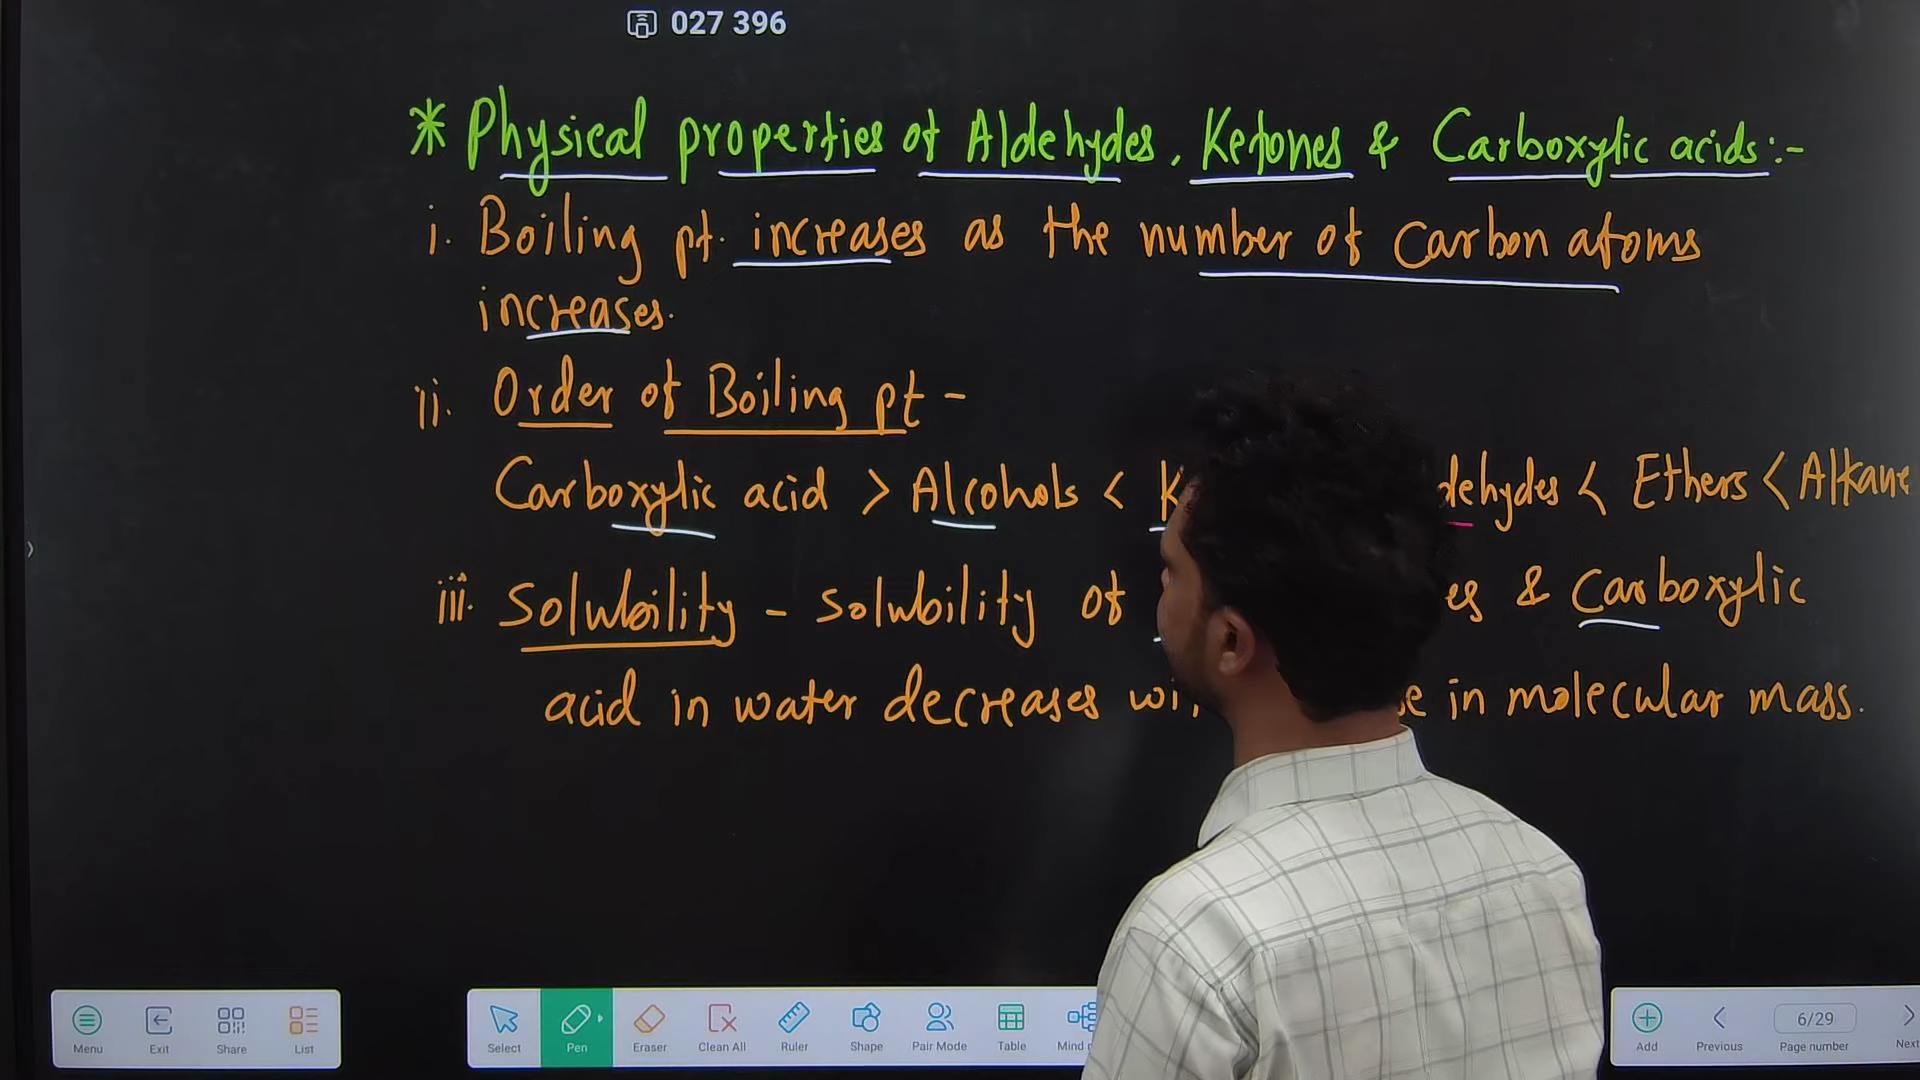 027 396
* Physical properties of Aldehydes, Ketones & Carboxylic acids:-
i. Boiling pt. increases as the number of carbon atoms
increases.
ii. Order of Boiling pt -
Carboxylic acid > Alcohols < dehydes < Ethers < Alkane
iii. Solubility - solubility of & Carboxylic
acid in water decreases in molecular mass.
Menu Exit Share List Select Pen Eraser Clean All Ruler Shape Pair Mode Table Mind Add Previous 6/29 Page number Next